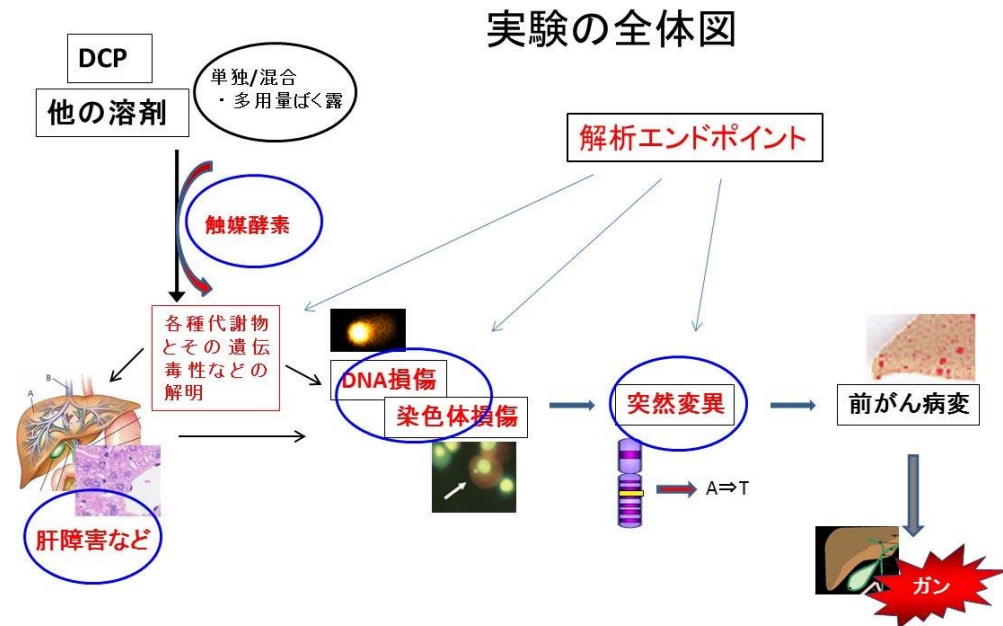 実験の全体図
DCP
他の溶剤
単独/混合
・多用量ばく露
解析エンドポイント
触媒酵素
各種代謝物
とその遺伝
毒性などの
解明
B
A
DNA損傷
染色体損傷
突然変異
前がん病変
A⇒T
肝障害など
ガン